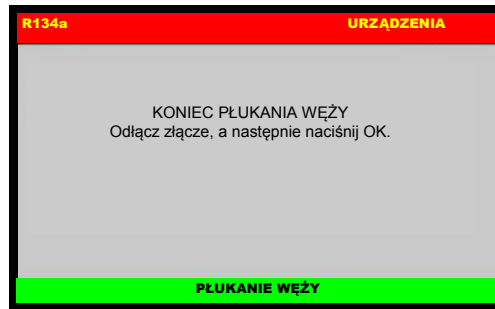 R134a URZĄDZENIA
KONIEC PŁUKANIA WĘŻY
Odłącz złącze, a następnie naciśnij OK.
PŁUKANIE WĘŻY